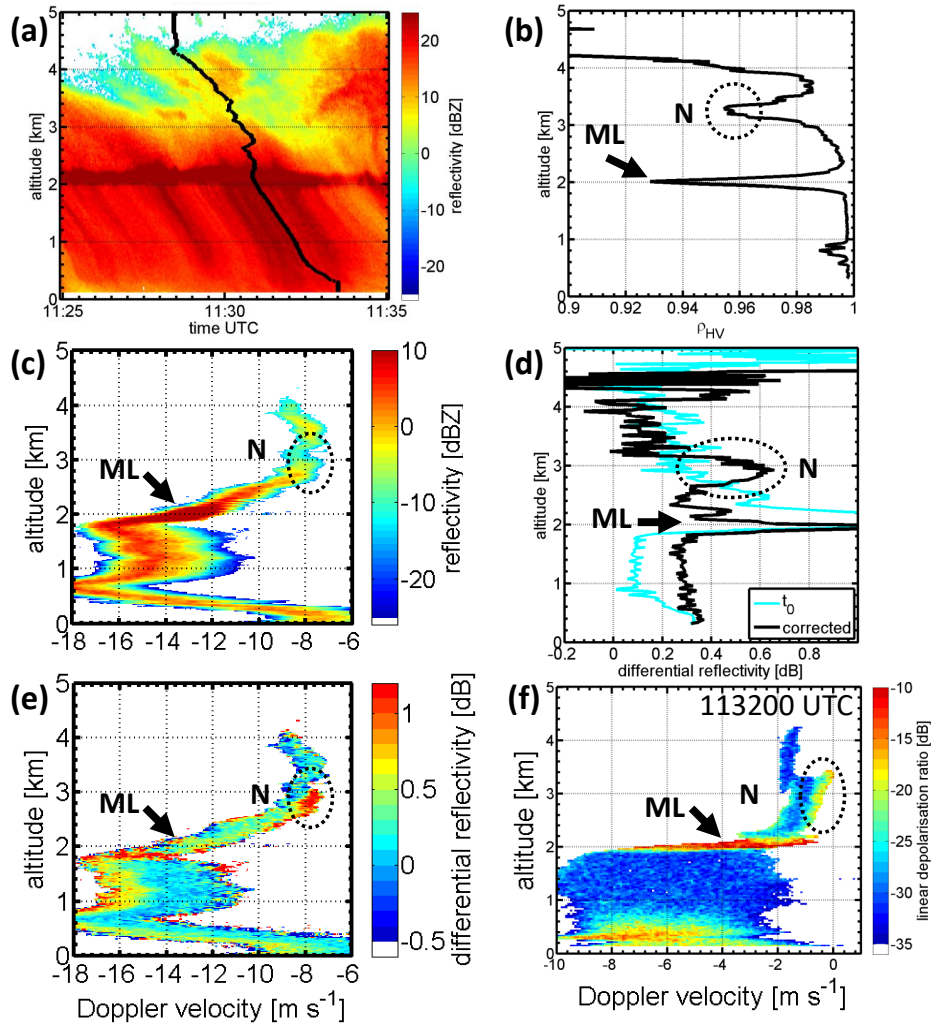 (a)
altitude [km]
5
4
3
2
1
0
11:25
11:30
11:35
time UTC
20
10
0
-10
-20
reflectivity [dBZ]
(b)
altitude [km]
5
4
3
2
1
0
ML
N
0.9
0.92
0.94
0.96
0.98
1
ρHV
(c)
altitude [km]
5
4
3
2
1
0
ML
N
-18
-16
-14
-12
-10
-8
-6
10
0
-10
-20
reflectivity [dBZ]
(d)
altitude [km]
5
4
3
2
1
0
N
ML
t0
corrected
-0.2
0
0.2
0.4
0.6
0.8
differential reflectivity [dB]
(e)
altitude [km]
5
4
3
2
1
0
ML
N
-18
-16
-14
-12
-10
-8
-6
Doppler velocity [m s⁻¹]
1
0.5
0
-0.5
differential reflectivity [dB]
(f)
113200 UTC
altitude [km]
5
4
3
2
1
0
ML
N
-10
-8
-6
-4
-2
0
Doppler velocity [m s⁻¹]
-10
-15
-20
-25
-30
-35
linear depolarisation ratio [dB]